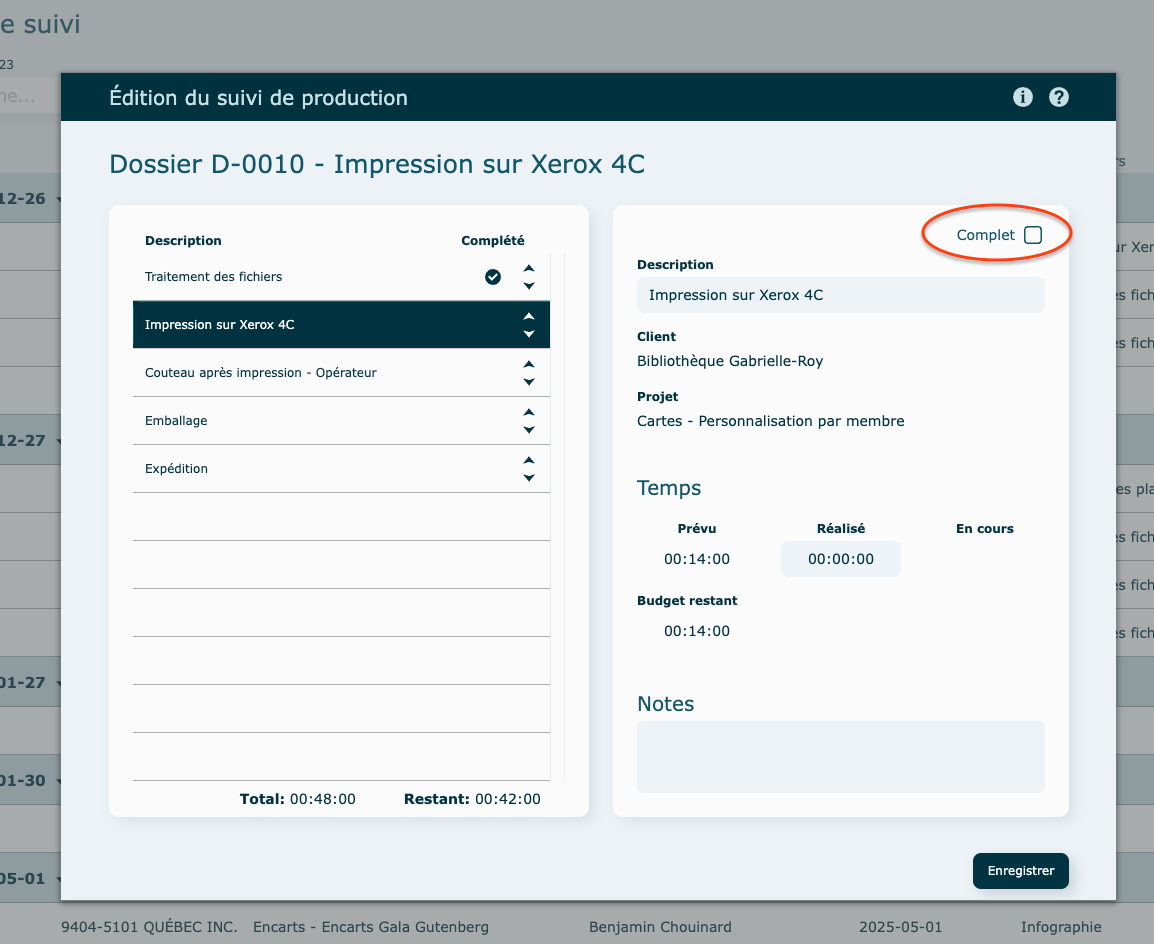 e suivi
23
ne...
Édition du suivi de production
Dossier D-0010 - Impression sur Xerox 4C
Description Complété
Traitement des fichiers
Impression sur Xerox 4C
Couteau après impression - Opérateur
Emballage
Expédition
Total: 00:48:00 Restant: 00:42:00
Complet
Description
Impression sur Xerox 4C
Client
Bibliothèque Gabrielle-Roy
Projet
Cartes - Personnalisation par membre
Temps
Prévu Réalisé En cours
00:14:00 00:00:00
Budget restant
00:14:00
Notes
Enregistrer
12-26
12-27
01-27
01-30
05-01
rs
ur Xer
es fich
es fich
es pla
es fich
es fich
es fich
9404-5101 QUÉBEC INC. Encarts - Encarts Gala Gutenberg Benjamin Chouinard 2025-05-01 Infographie